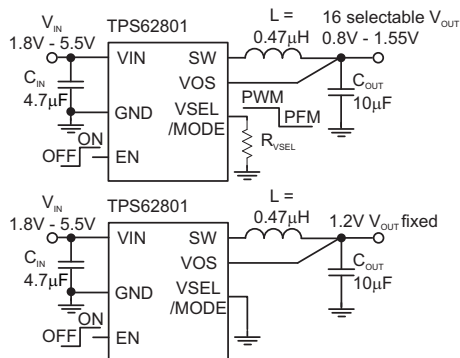 TPS62801
V_IN
1.8V - 5.5V
C_IN
4.7µF
ON
OFF
VIN
GND
EN
SW
VOS
VSEL
/MODE
L =
0.47µH
16 selectable V_OUT
0.8V - 1.55V
PWM
PFM
R_VSEL
C_OUT
10µF
TPS62801
V_IN
1.8V - 5.5V
C_IN
4.7µF
ON
OFF
VIN
GND
EN
SW
VOS
VSEL
/MODE
L =
0.47µH
1.2V V_OUT fixed
C_OUT
10µF